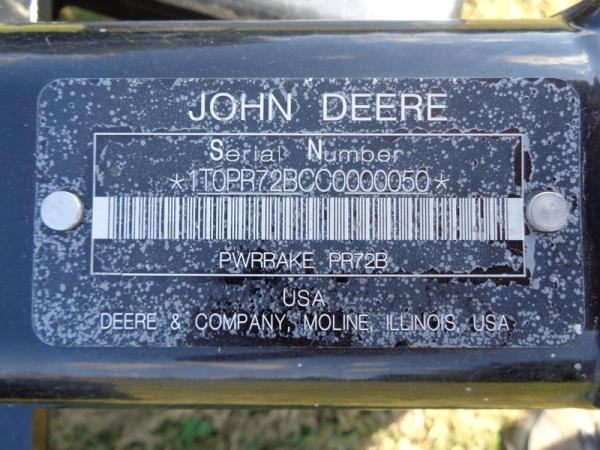 JOHN DEERE
Serial Number
*1T0PR72BCC0000050*
PWRRAKE PR72B
USA
DEERE & COMPANY, MOLINE, ILLINOIS, USA